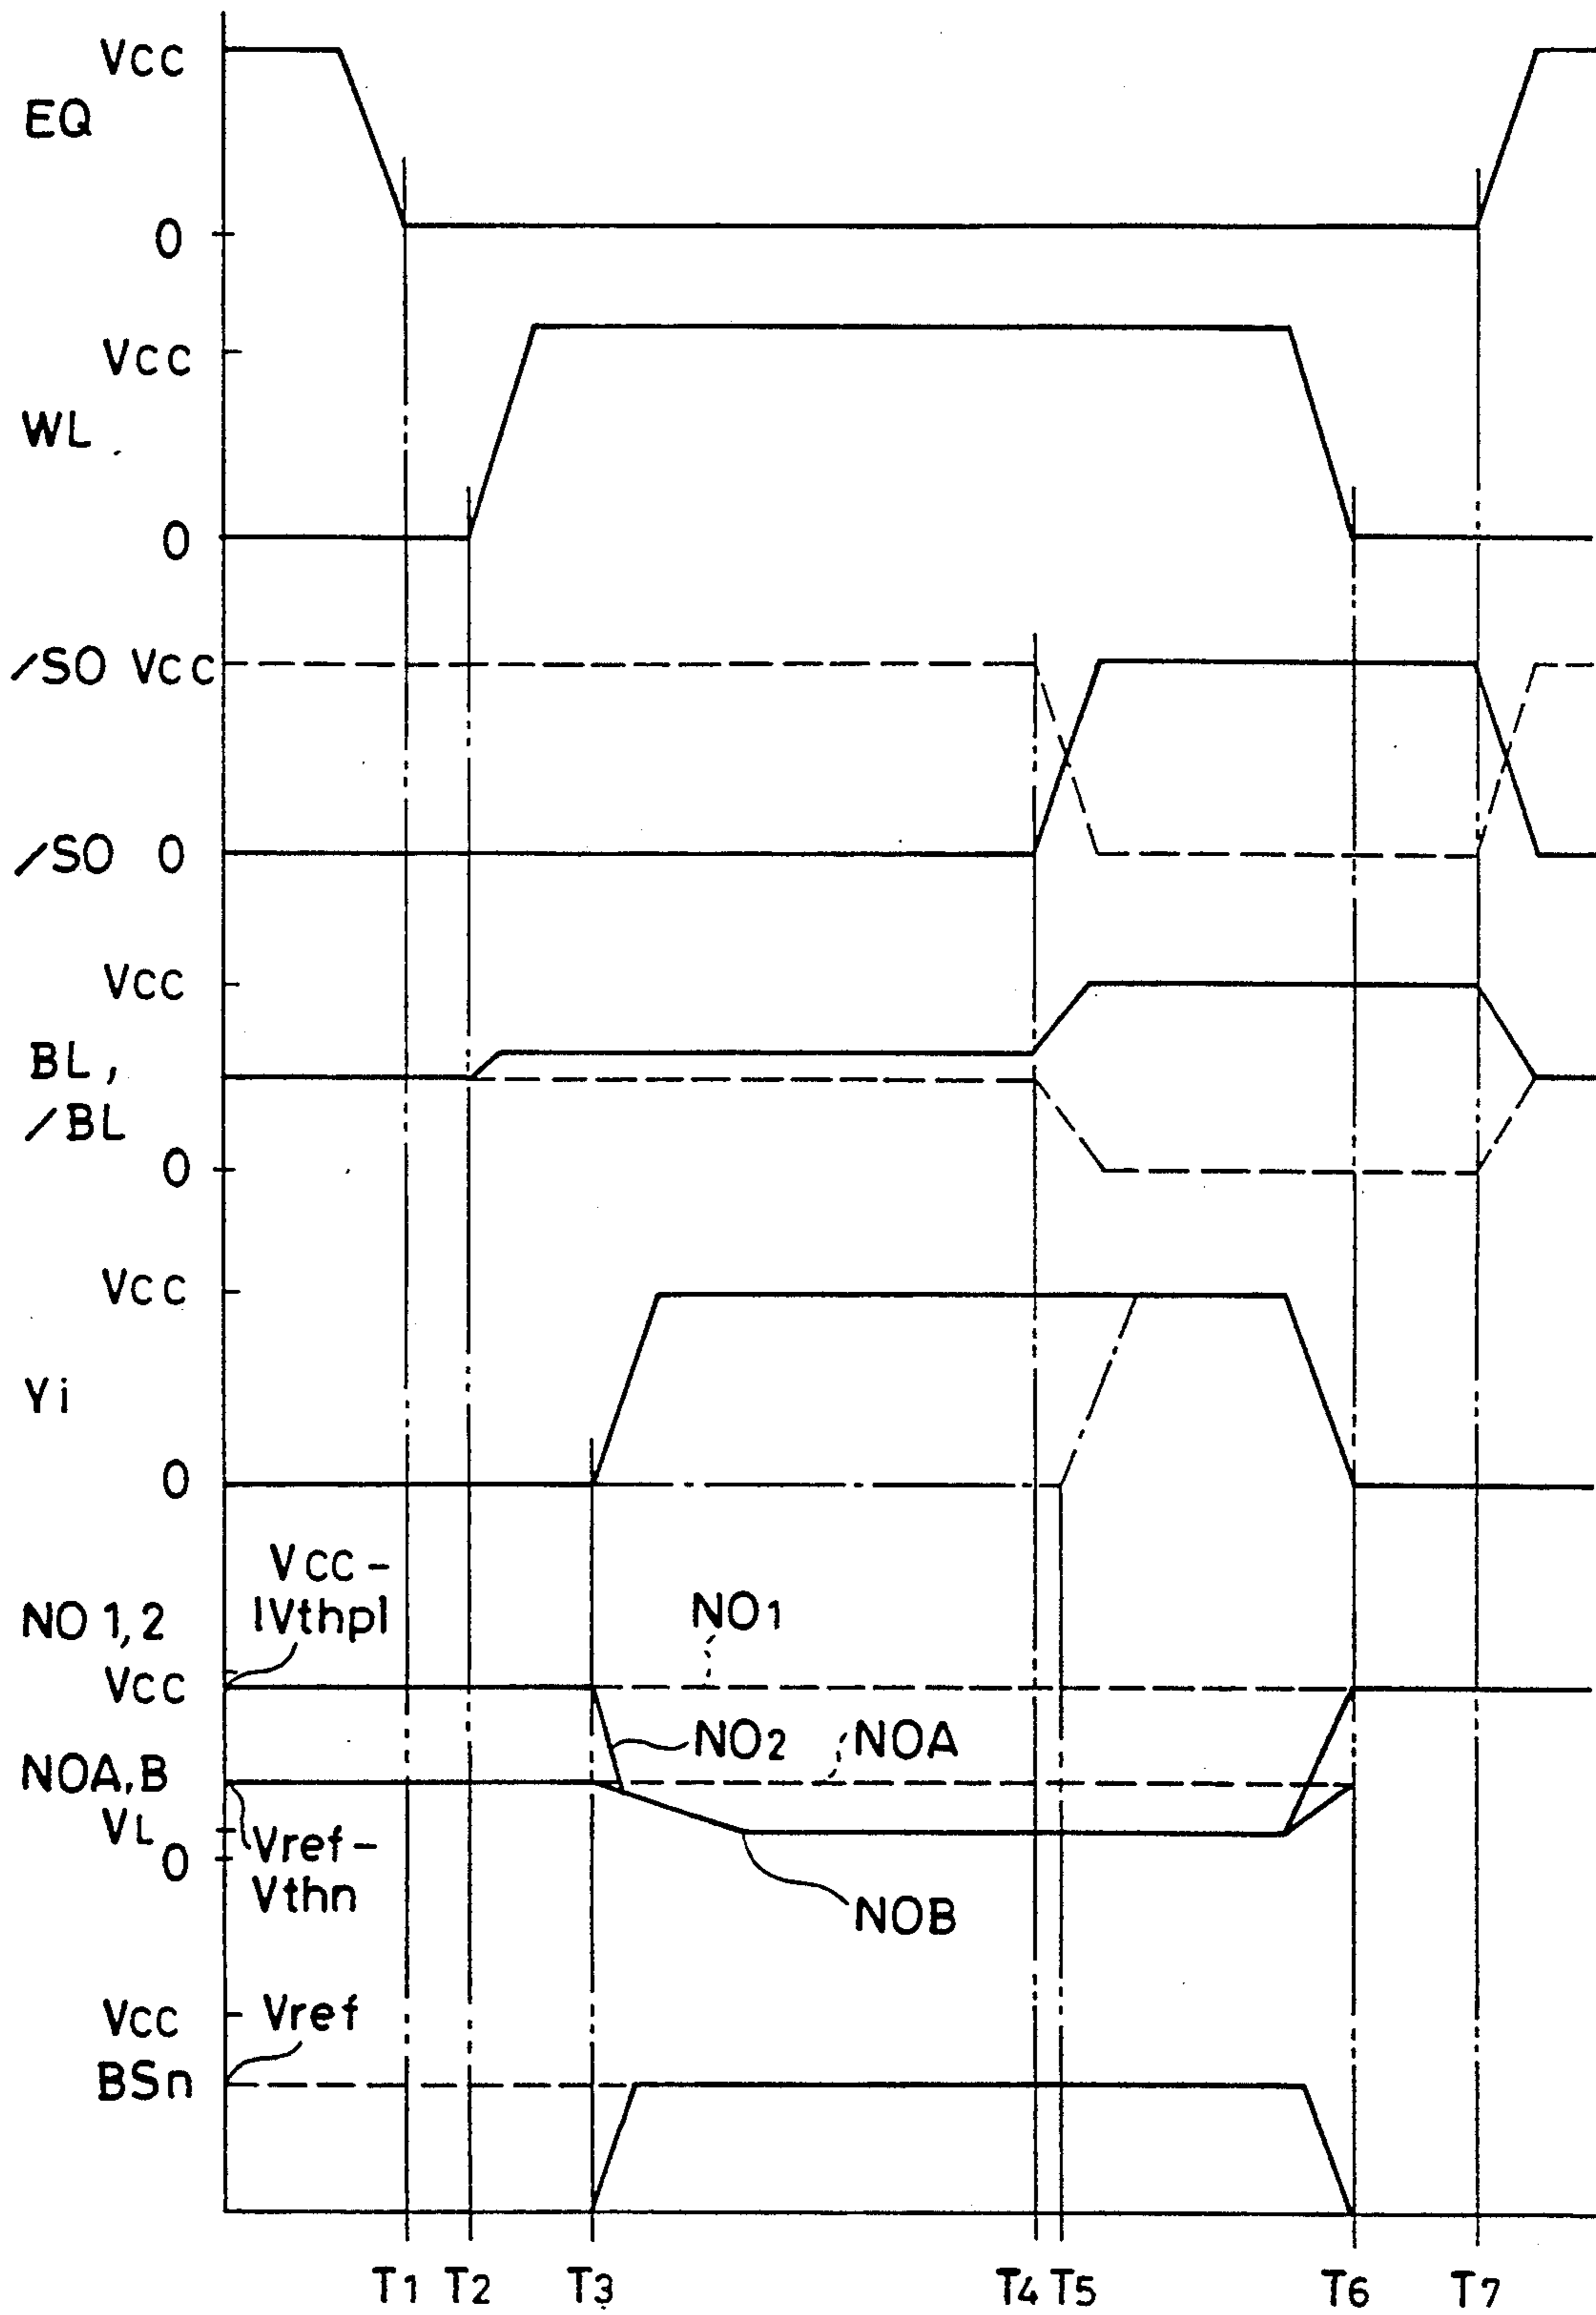 Vcc
EQ
0
Vcc
WL
0
/SO Vcc
/SO 0
Vcc
BL,
/BL
0
Vcc
Yi
0
Vcc-
|Vthp|
NO 1,2
NO1
Vcc
NO2
NOA
NOA,B
VL
0
Vref-
Vthn
NOB
Vcc
Vref
BSn
T1 T2 T3 T4 T5 T6 T7